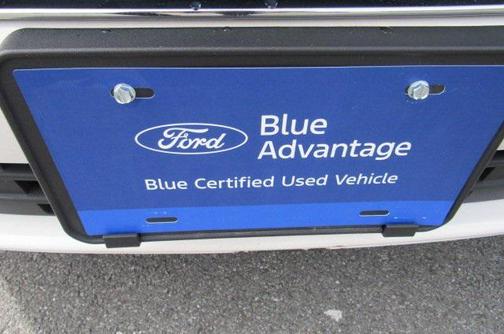 Ford
Blue
Advantage
Blue Certified Used Vehicle